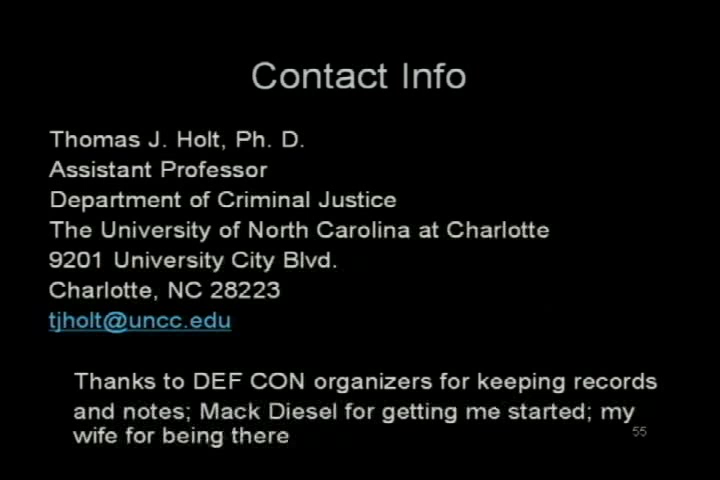 Contact Info
Thomas J. Holt, Ph. D.
Assistant Professor
Department of Criminal Justice
The University of North Carolina at Charlotte
9201 University City Blvd.
Charlotte, NC 28223
tjholt@uncc.edu
Thanks to DEF CON organizers for keeping records
and notes; Mack Diesel for getting me started; my
wife for being there
55